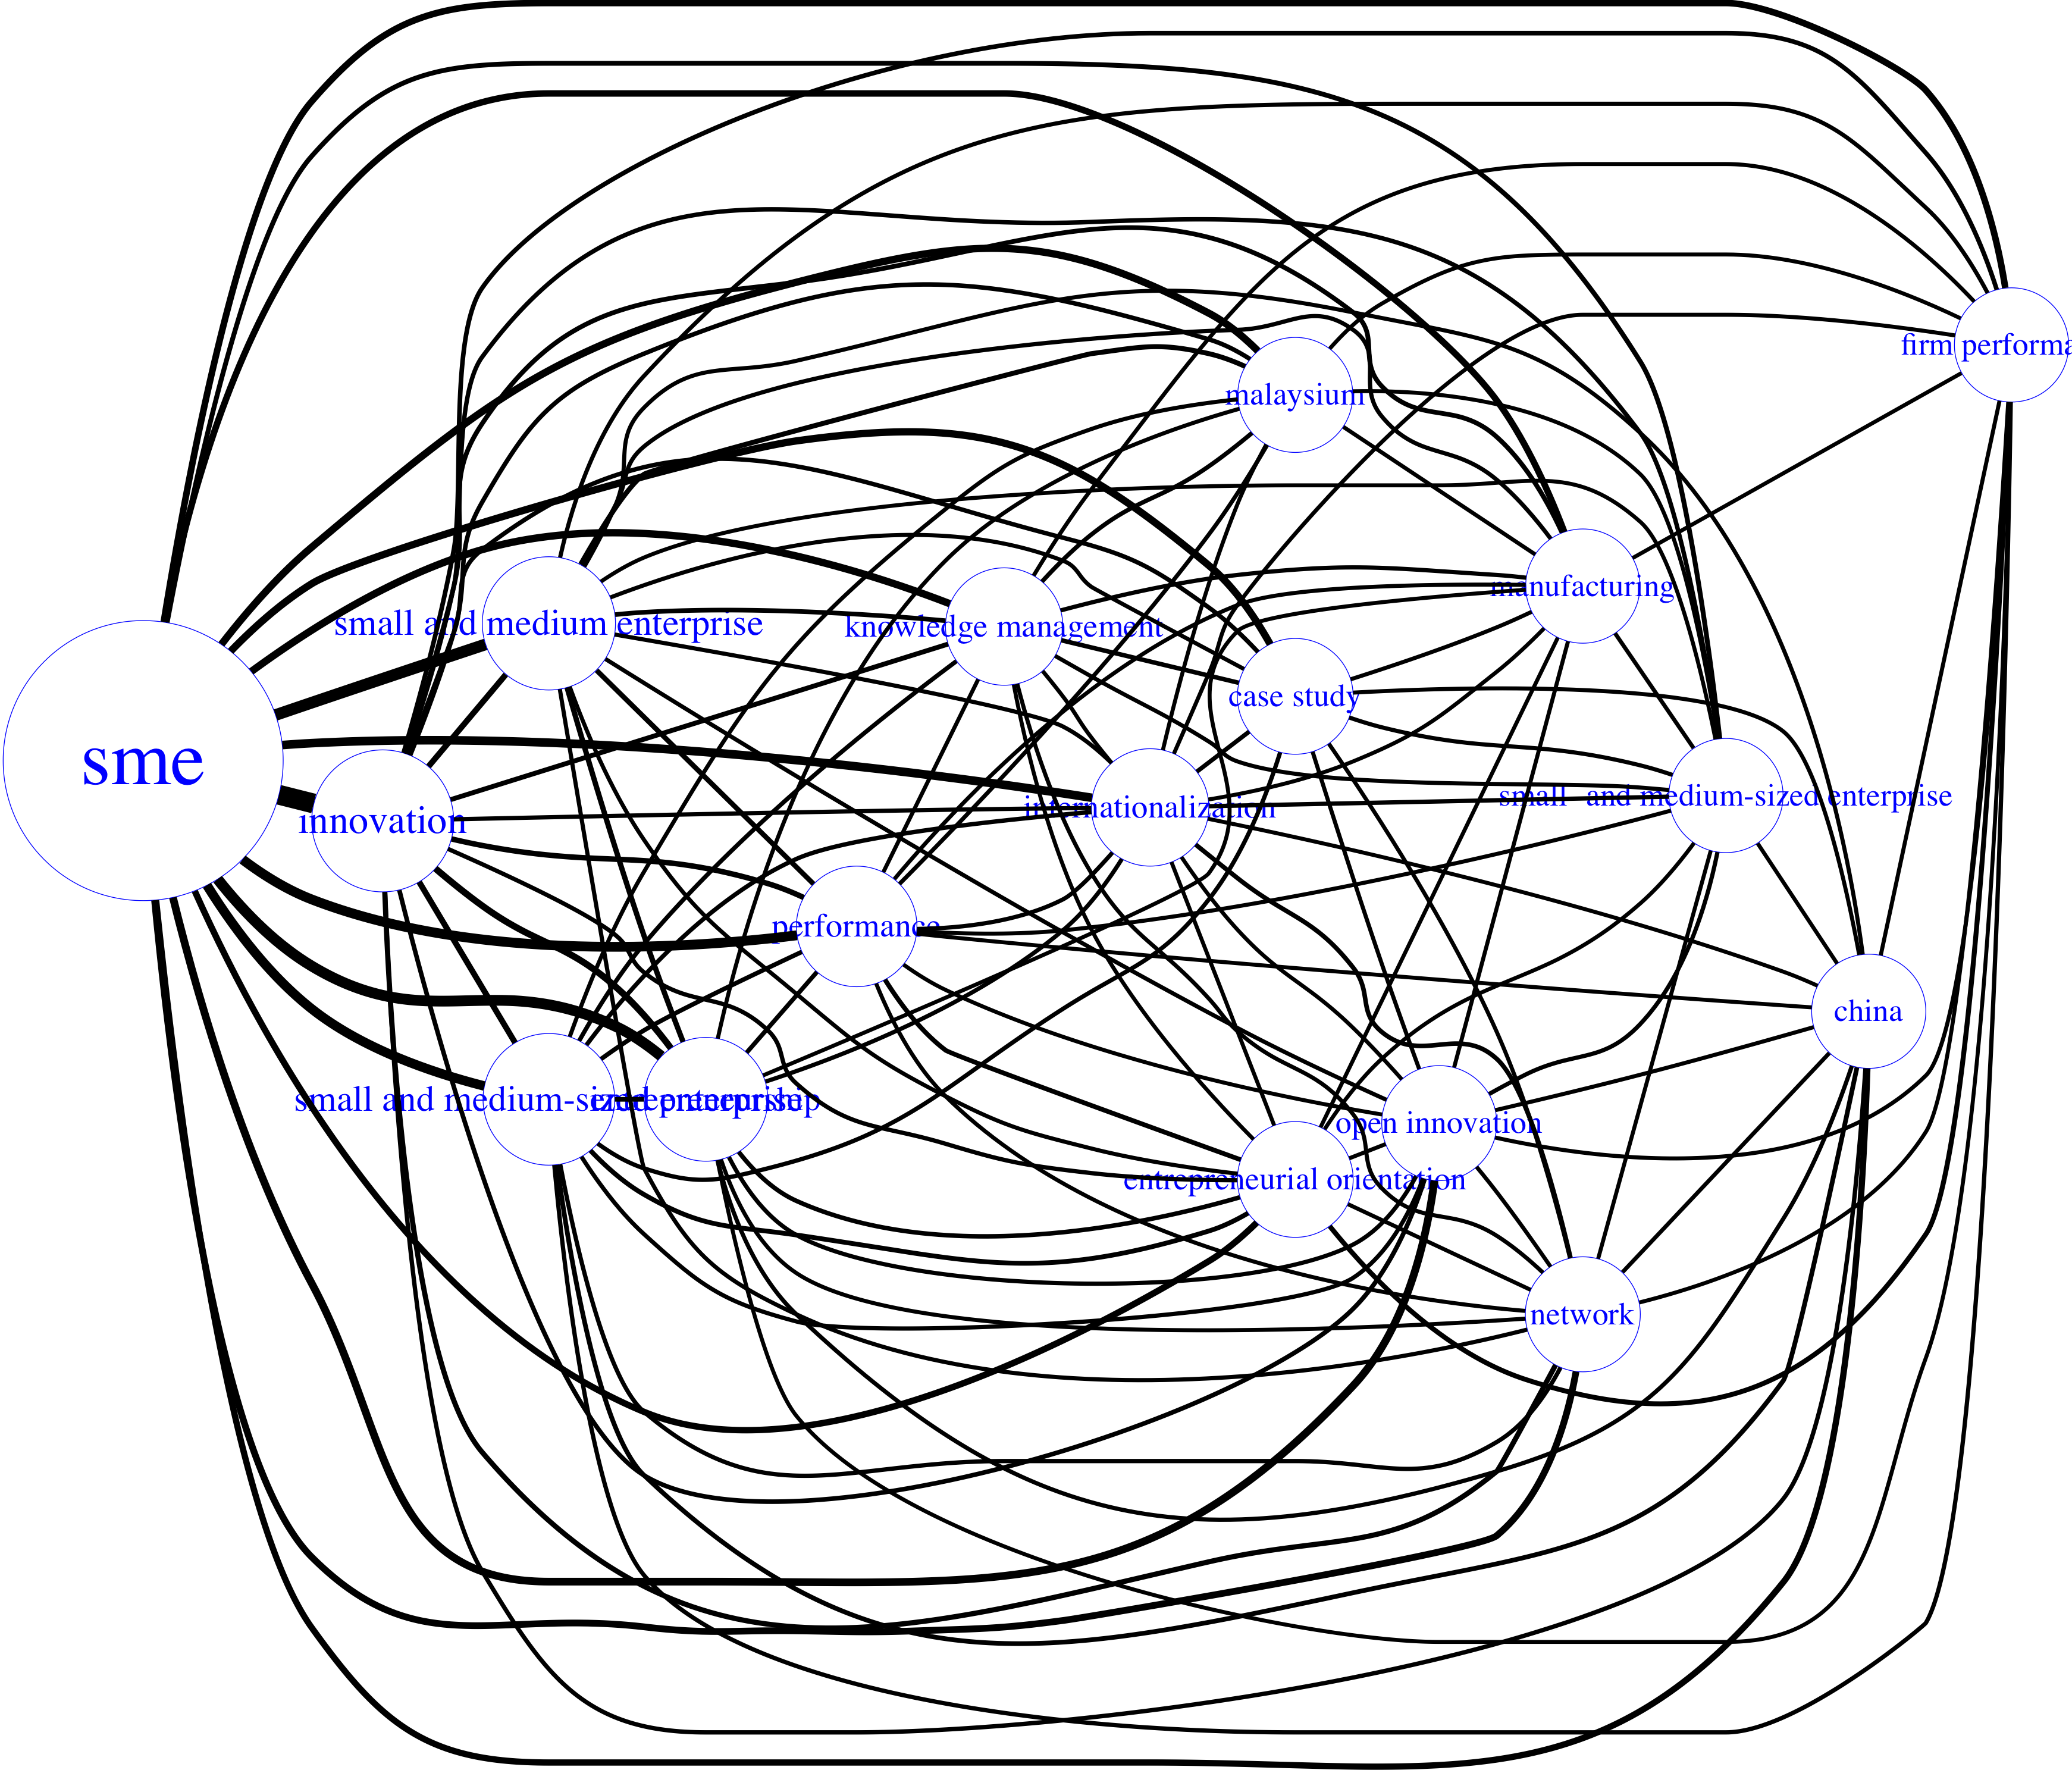 firm performa
malaysium
manufacturing
small and medium enterprise
knowledge management
case study
sme
innovation
internationalization
small- and medium-sized enterprise
performance
china
small and medium-sized enterprise
entrepreneurship
open innovation
entrepreneurial orientation
network